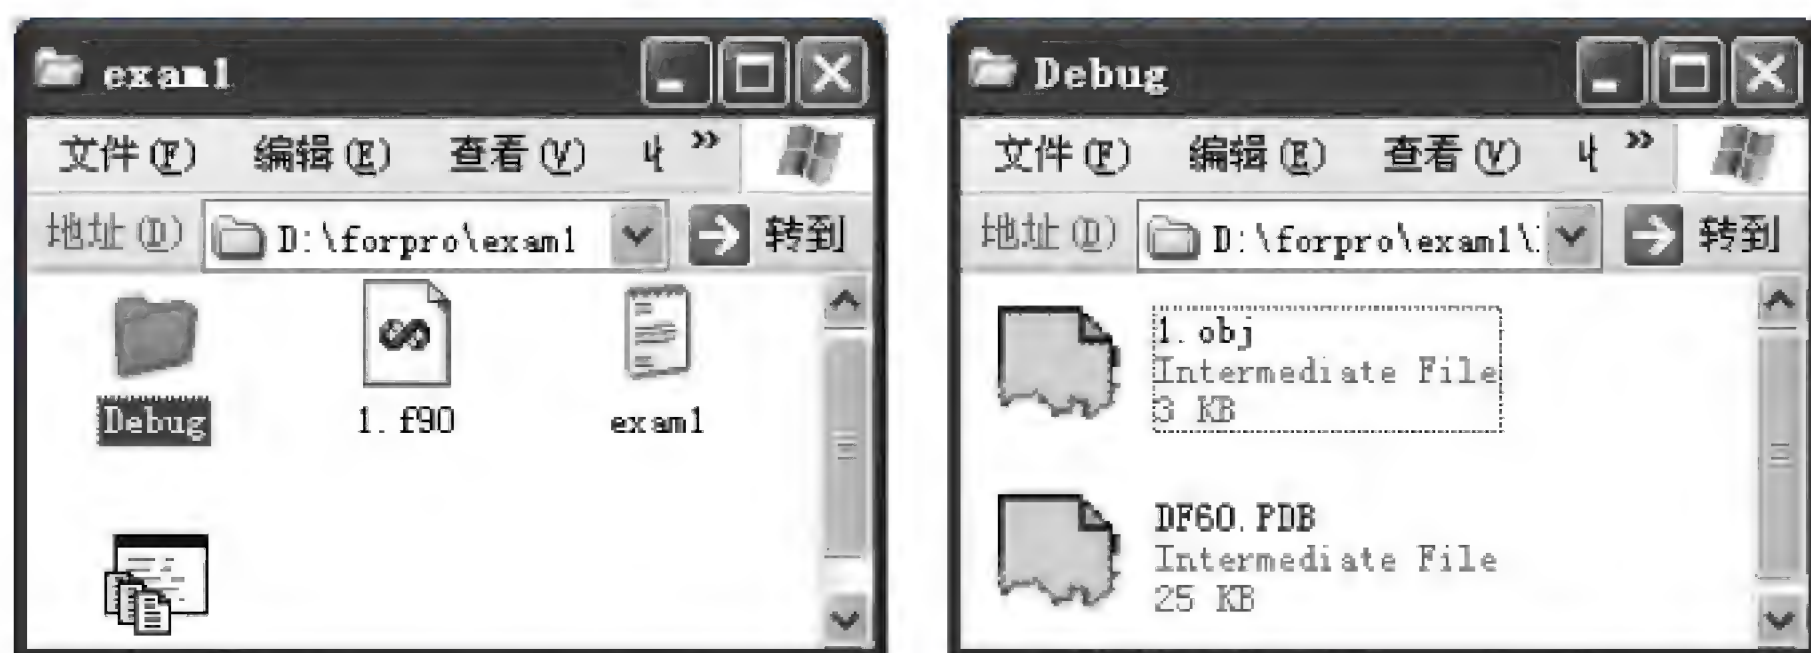 exam1
文件(F) 编辑(E) 查看(V) »
地址(D) D:\forpro\exam1 转到
Debug 1.f90 exam1
Debug
文件(F) 编辑(E) 查看(V) »
地址(D) D:\forpro\exam1\ 转到
1.obj
Intermediate File
3 KB
DF60.PDB
Intermediate File
25 KB